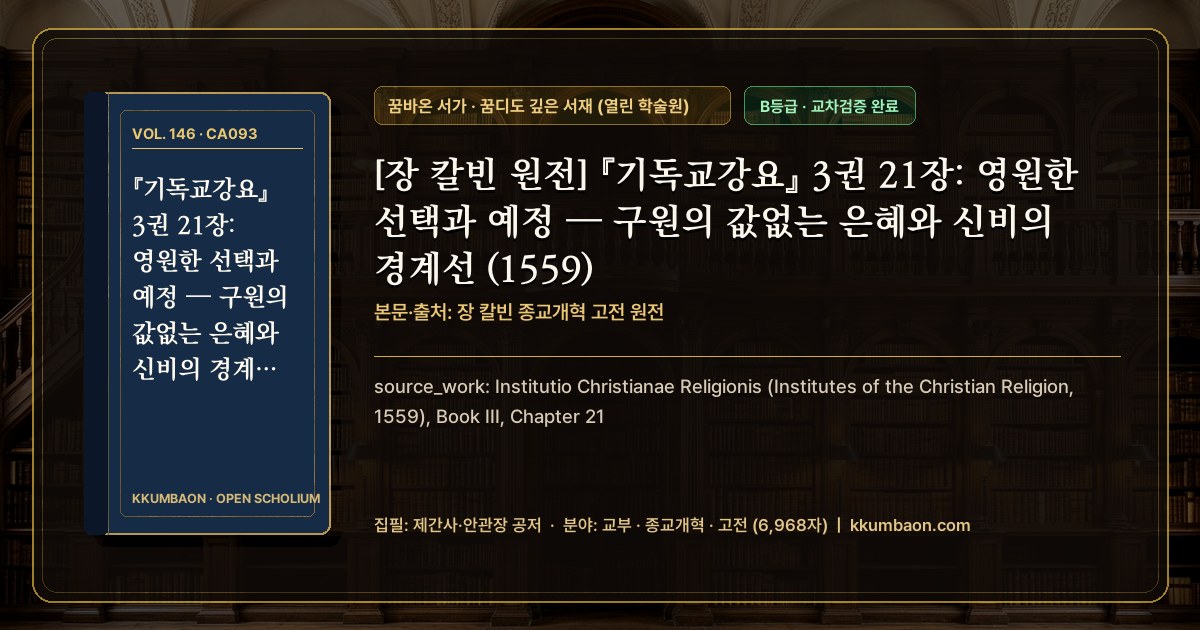 VOL. 146 · CA093
『기독교강요』
3권 21장:
영원한 선택과
예정 — 구원의
값없는 은혜와
신비의 경계…
KKUMBAON · OPEN SCHOLIUM
꿈바온 서가 · 꿈디도 깊은 서재 (열린 학술원)
B등급 · 교차검증 완료
[장 칼빈 원전] 『기독교강요』 3권 21장: 영원한
선택과 예정 — 구원의 값없는 은혜와 신비의
경계선 (1559)
본문·출처: 장 칼빈 종교개혁 고전 원전
source_work: Institutio Christianae Religionis (Institutes of the Christian Religion,
1559), Book III, Chapter 21
집필: 제간사·안관장 공저 · 분야: 교부 · 종교개혁 · 고전 (6,968자) | kkumbaon.com